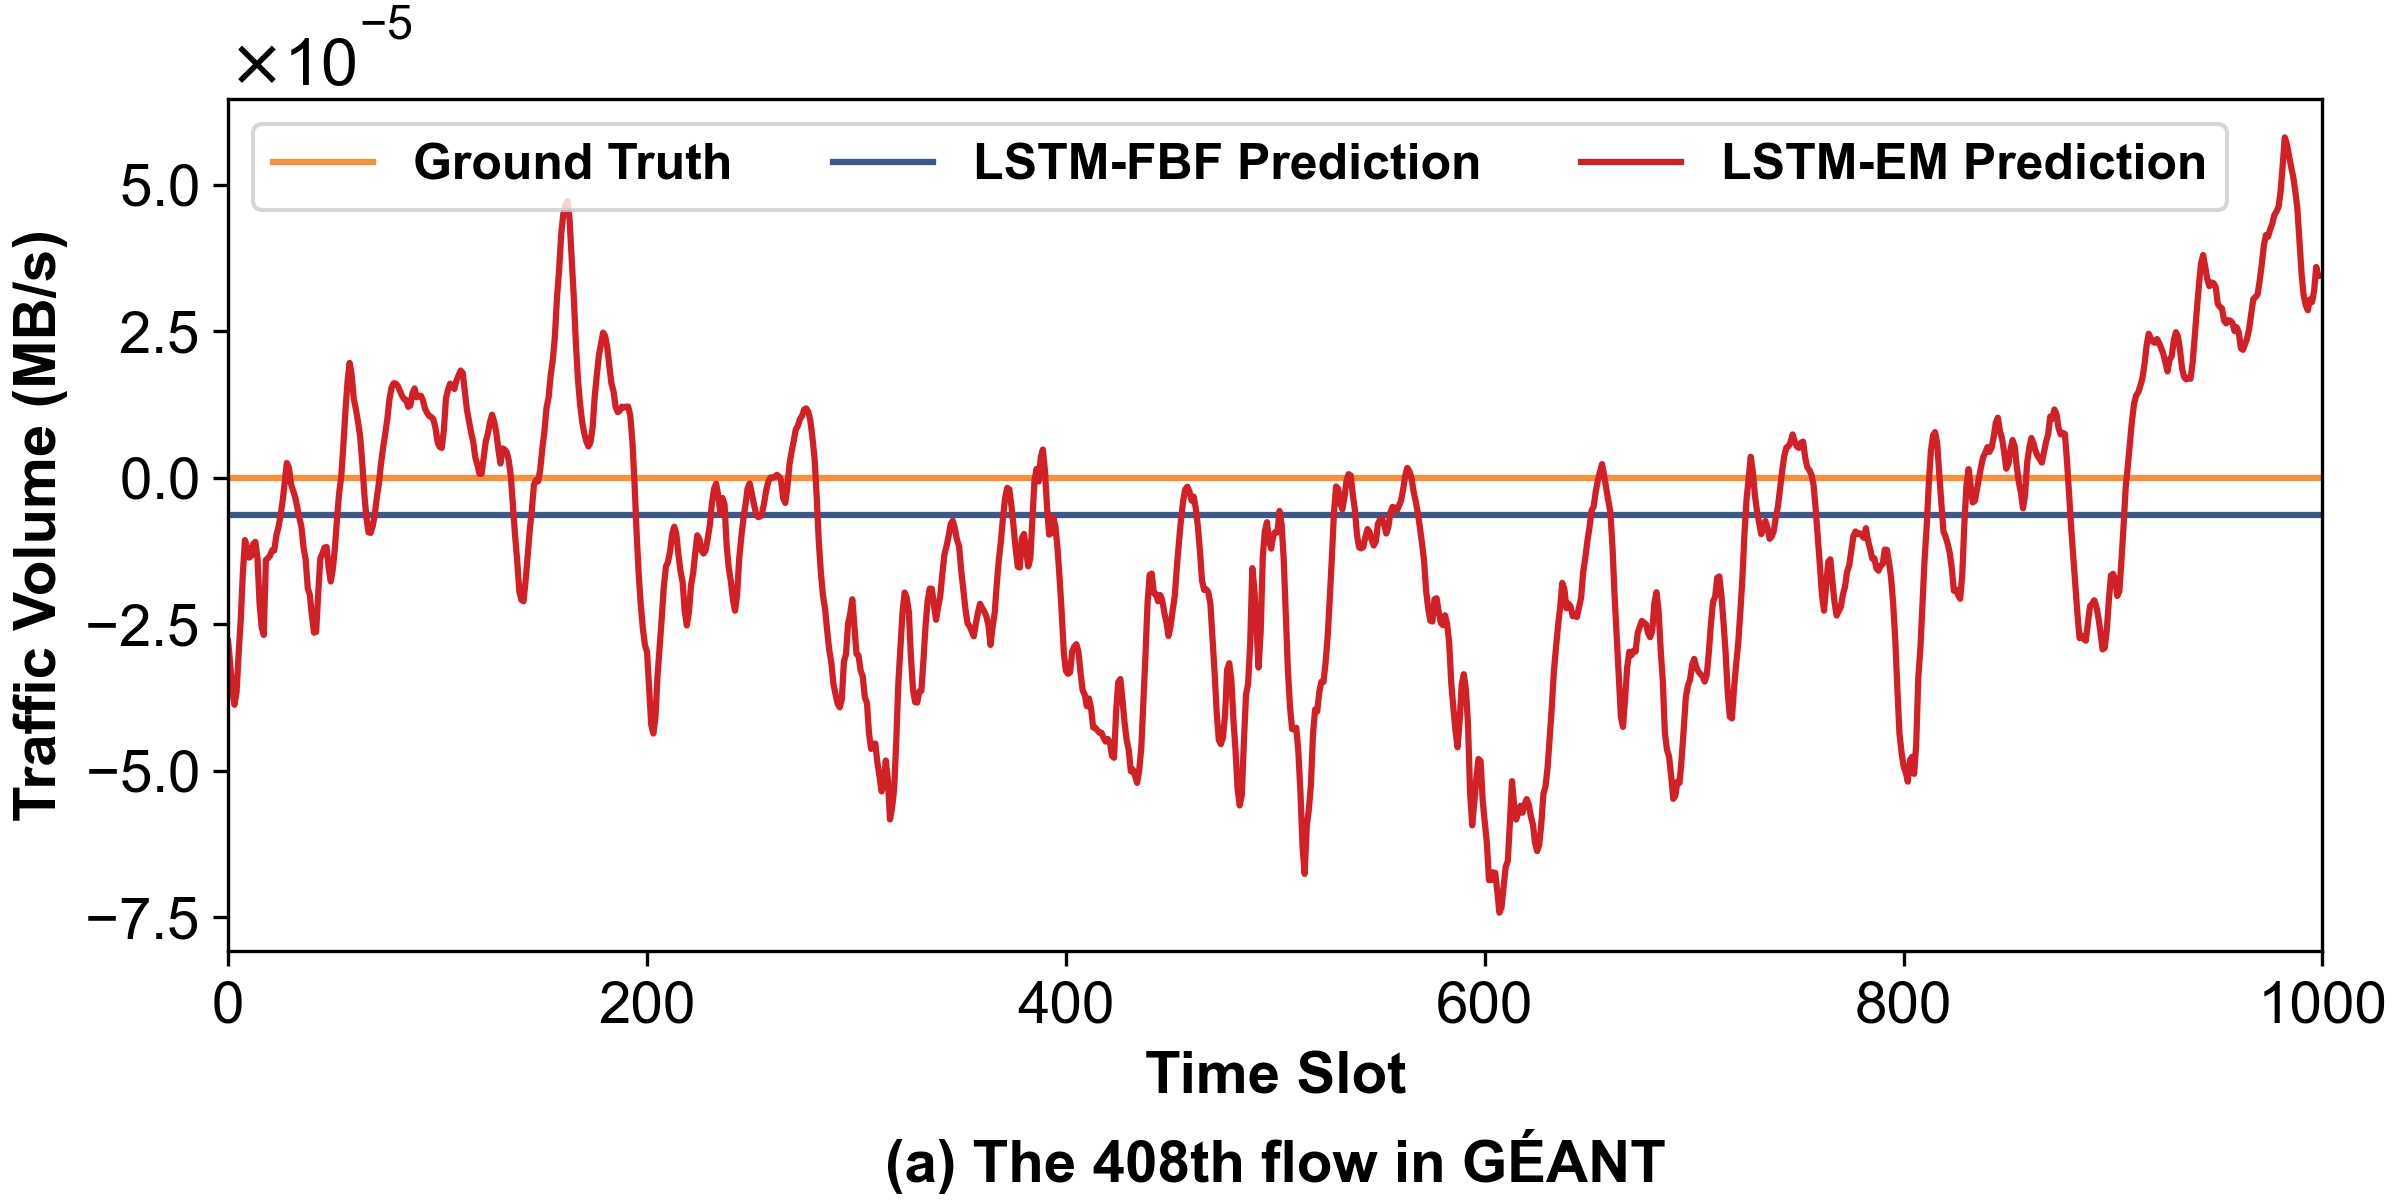 ×10⁻⁵
Ground Truth LSTM-FBF Prediction LSTM-EM Prediction
5.0
2.5
0.0
−2.5
−5.0
−7.5
Traffic Volume (MB/s)
0 200 400 600 800 1000
Time Slot
(a) The 408th flow in GÉANT